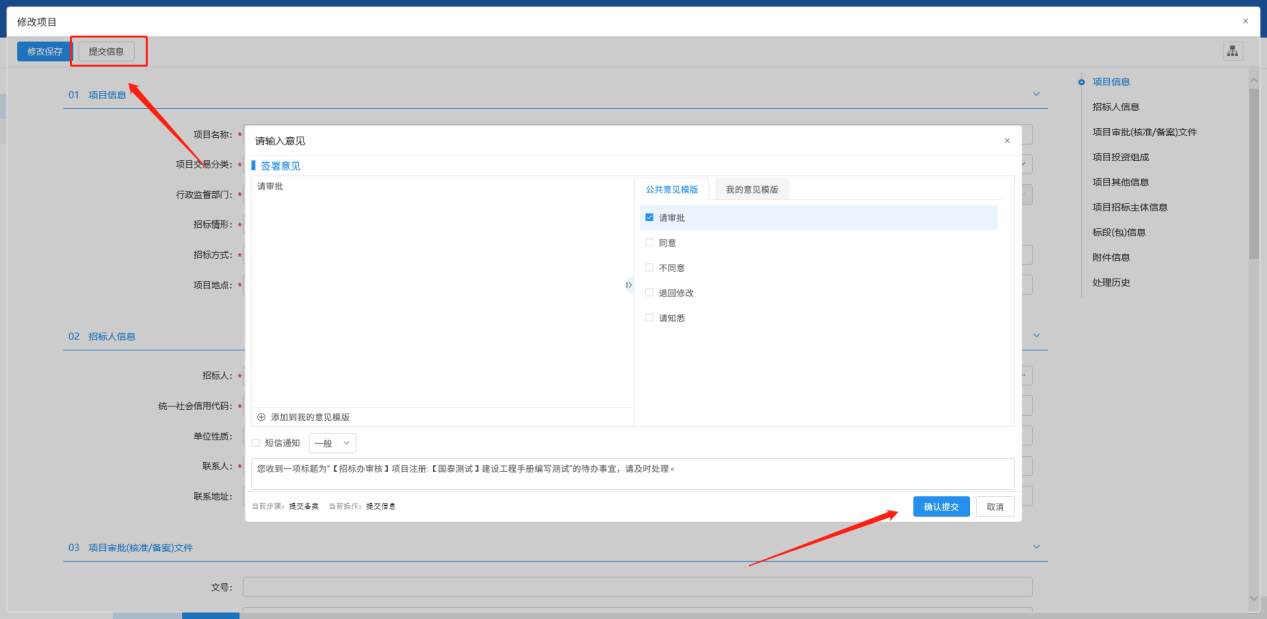 修改项目
修改保存 提交信息
01 项目信息
项目名称: *
项目交易分类: *
行政监督部门: *
招标情形: *
招标方式: *
项目地点: *
02 招标人信息
招标人: *
统一社会信用代码: *
单位性质:
联系人: *
联系地址:
03 项目审批(核准/备案)文件
文号:
请输入意见
签署意见
请审批
添加到我的意见模版
公共意见模版 我的意见模版
请审批
同意
不同意
退回修改
请知悉
短信通知 一般
您收到一项标题为“【招标办审核】项目注册:【国泰测试】建设工程手册编写测试”的待办事宜，请及时处理。
当前步骤: 提交备案 当前操作: 提交信息
确认提交 取消
项目信息
招标人信息
项目审批(核准/备案)文件
项目投资组成
项目其他信息
项目招标主体信息
标段(包)信息
附件信息
处理历史